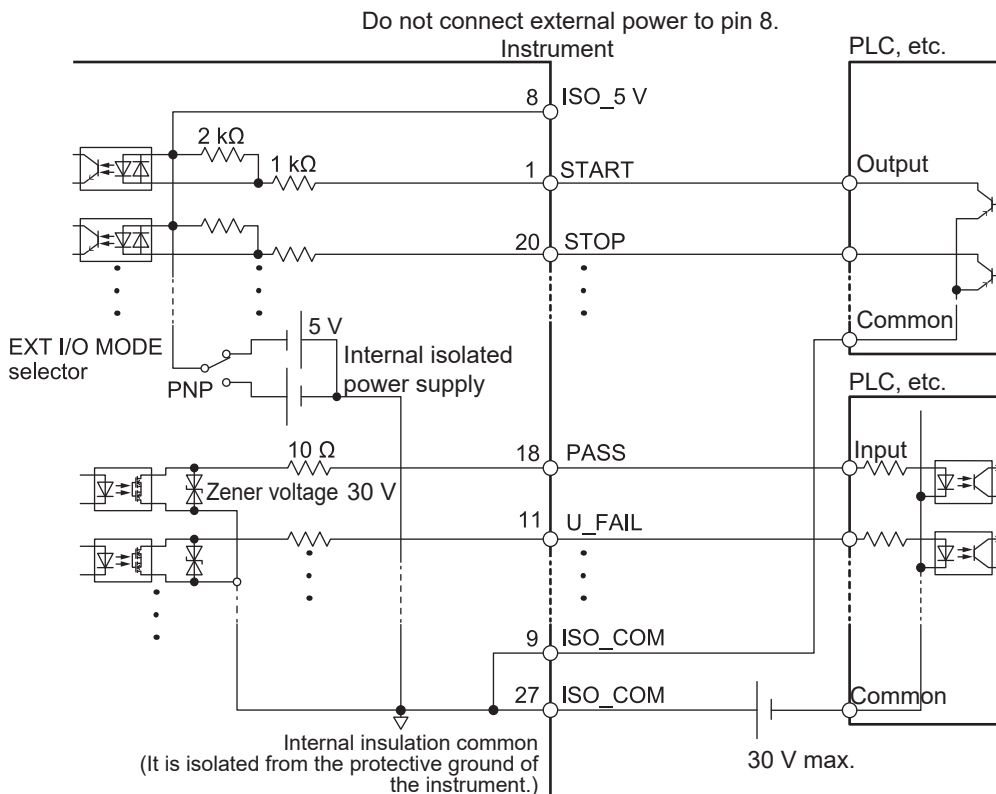 Do not connect external power to pin 8.
Instrument
PLC, etc.
8 ISO_5 V
2 kΩ
1 kΩ
1 START
Output
20 STOP
Common
5 V
EXT I/O MODE
selector
PNP
Internal isolated
power supply
PLC, etc.
10 Ω
18 PASS
Input
Zener voltage 30 V
11 U_FAIL
9 ISO_COM
27 ISO_COM
Common
Internal insulation common
(It is isolated from the protective ground of
the instrument.)
30 V max.